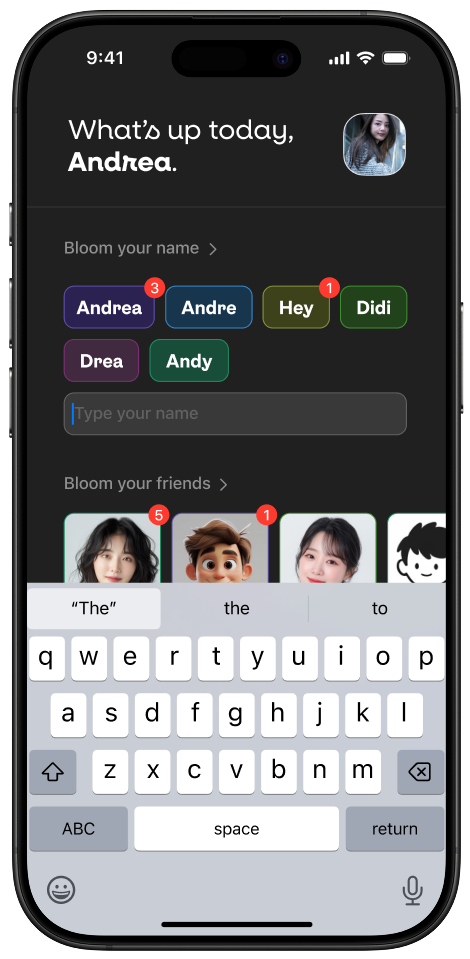 9:41
What's up today,
Andrea.
Bloom your name >
Andrea 3 Andre Hey 1 Didi
Drea Andy
Type your name
Bloom your friends >
5 1
“The” the to
q w e r t y u i o p
a s d f g h j k l
z x c v b n m
ABC space return